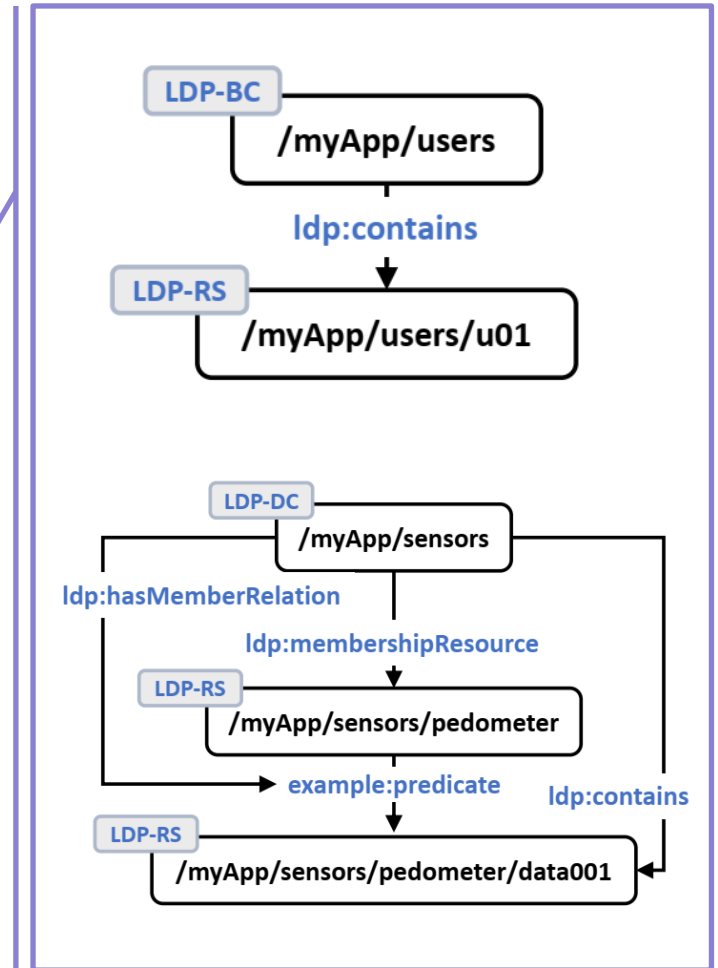 LDP-BC
/myApp/users
ldp:contains
LDP-RS
/myApp/users/u01
LDP-DC
/myApp/sensors
ldp:hasMemberRelation
ldp:membershipResource
LDP-RS
/myApp/sensors/pedometer
example:predicate
ldp:contains
LDP-RS
/myApp/sensors/pedometer/data001